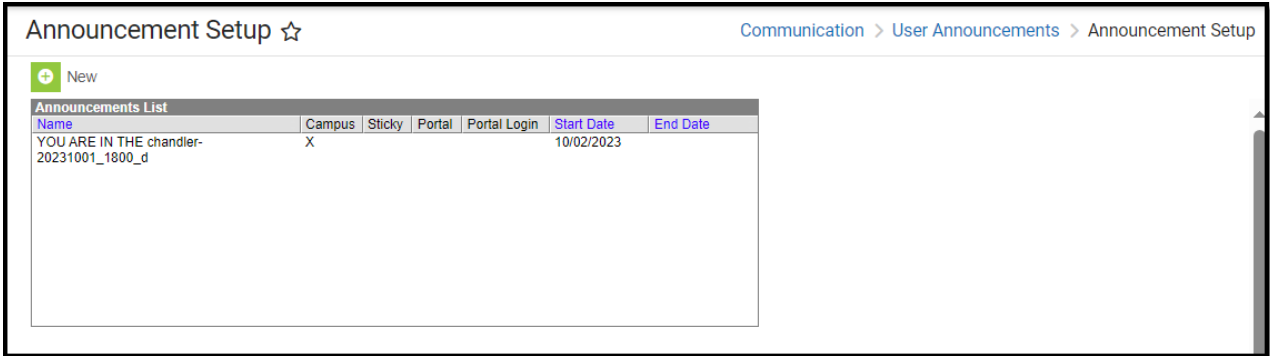 Announcement Setup
Communication > User Announcements > Announcement Setup
New
Announcements List
Name Campus Sticky Portal Portal Login Start Date End Date
YOU ARE IN THE chandler- X 10/02/2023
20231001_1800_d